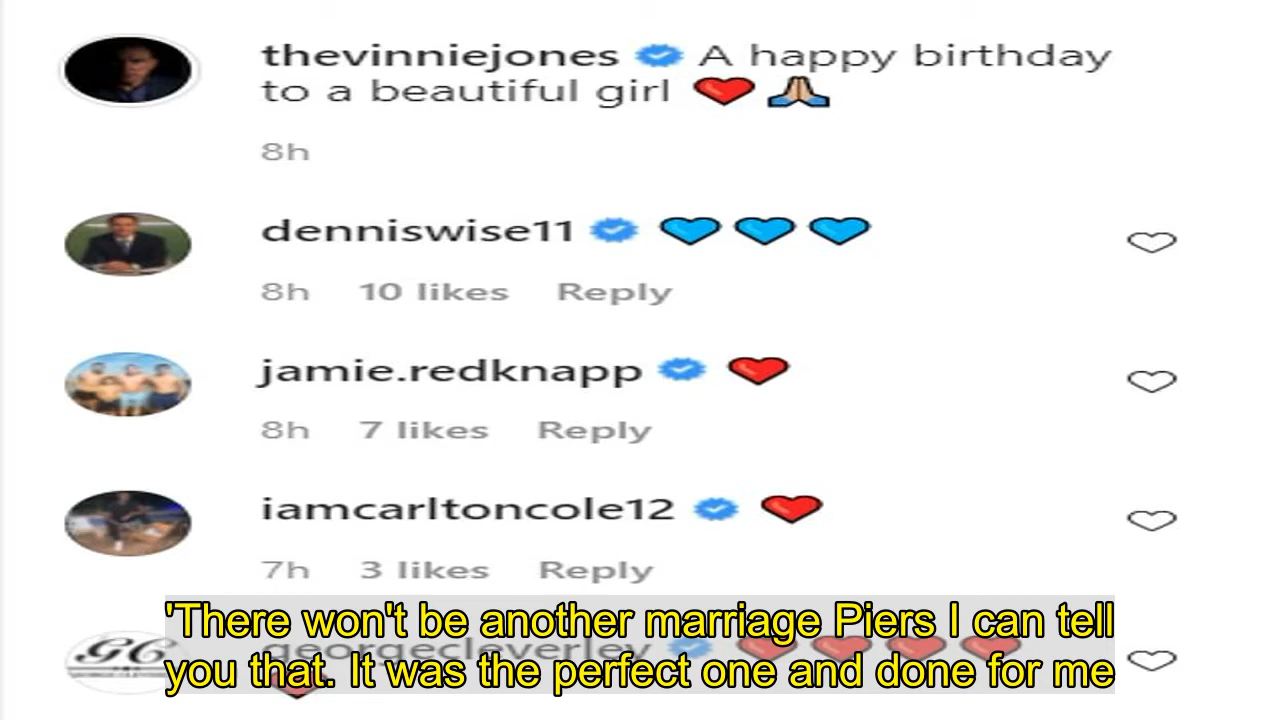 thevinniejones A happy birthday
to a beautiful girl ❤️🙏🏼
8h
denniswise11 💙💙💙
8h 10 likes Reply
jamie.redknapp ❤️
8h 7 likes Reply
iamcarltoncole12 ❤️
7h 3 likes Reply
GC
georgecleverley ❤️❤️❤️❤️
❤️
'There won't be another marriage Piers I can tell
you that. It was the perfect one and done for me